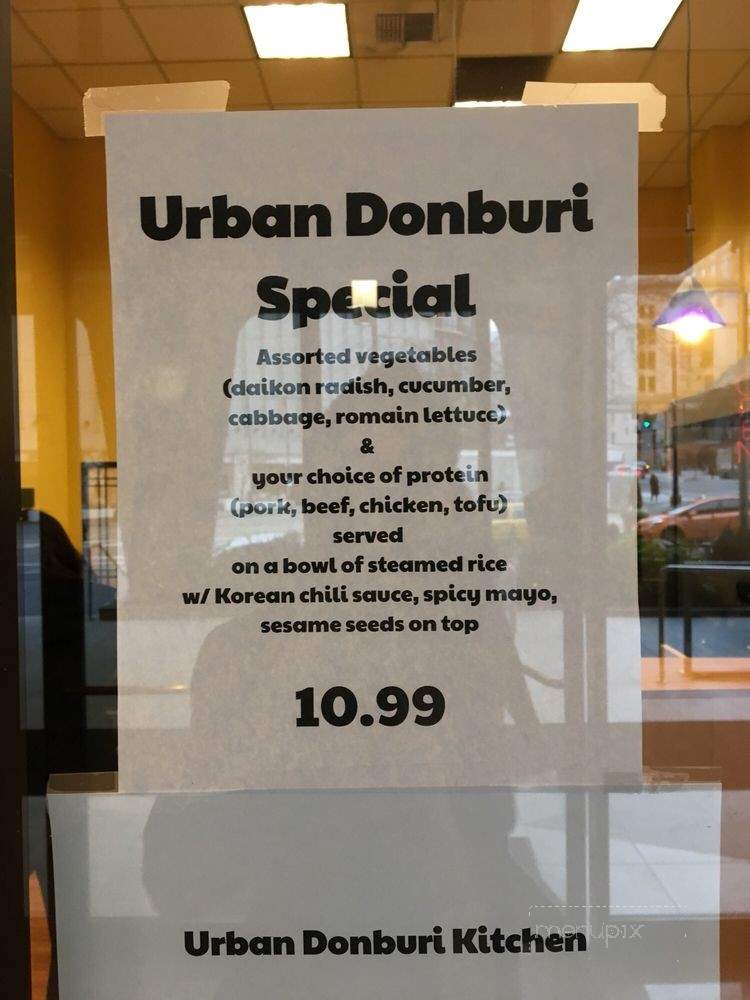 Urban Donburi
Special
Assorted vegetables
(daikon radish, cucumber,
cabbage, romain lettuce)
&
your choice of protein
(pork, beef, chicken, tofu)
served
on a bowl of steamed rice
w/ Korean chili sauce, spicy mayo,
sesame seeds on top
10.99
Urban Donburi Kitchen
menupix